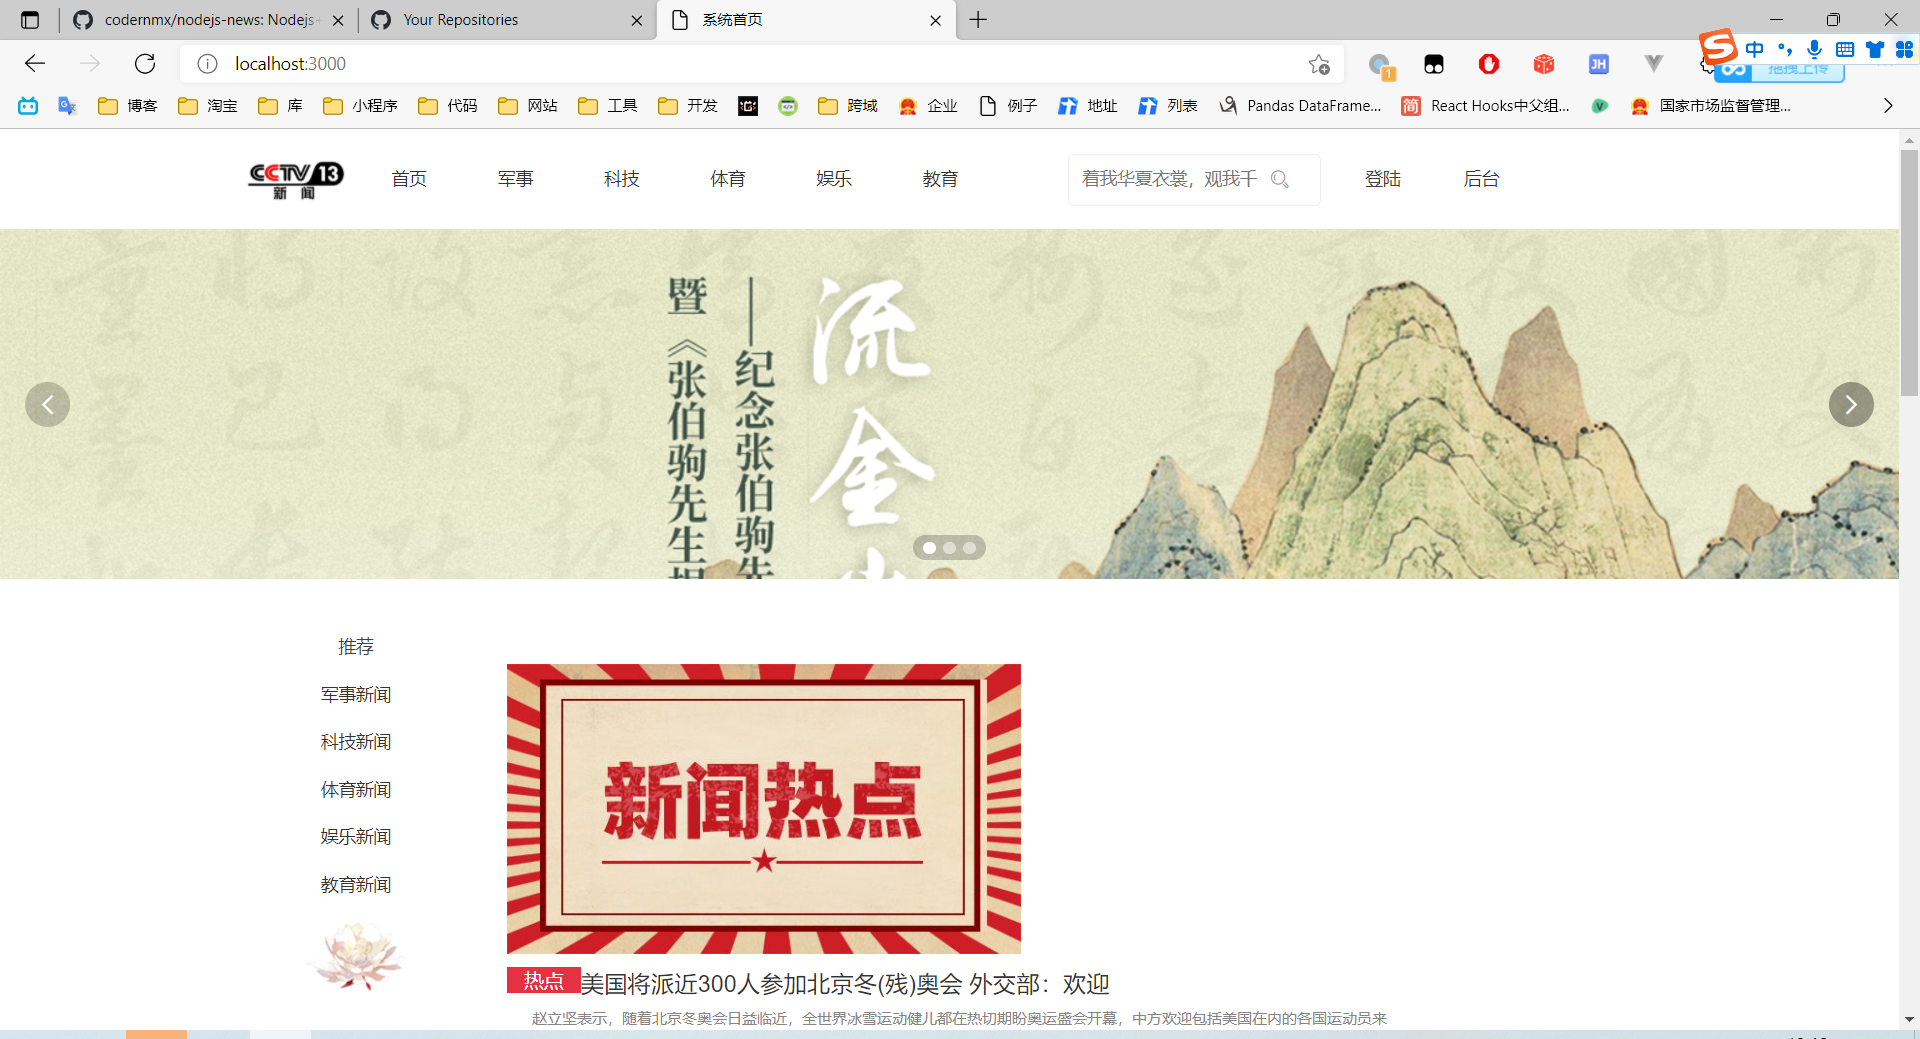 codernmx/nodejs-news: Nodejs
Your Repositories
系统首页
localhost:3000
中
拖拽上传
1
JH
博客
淘宝
库
小程序
代码
网站
工具
开发
跨域
企业
例子
地址
列表
Pandas DataFrame...
简
React Hooks中父组...
国家市场监督管理...
CCTV 13
新闻
首页
军事
科技
体育
娱乐
教育
着我华夏衣裳，观我千
登陆
后台
流金
——纪念张伯驹先
暨《张伯驹先生
推荐
军事新闻
科技新闻
体育新闻
娱乐新闻
教育新闻
新闻热点
热点 美国将派近300人参加北京冬(残)奥会 外交部：欢迎
赵立坚表示，随着北京冬奥会日益临近，全世界冰雪运动健儿都在热切期盼奥运盛会开幕，中方欢迎包括美国在内的各国运动员来